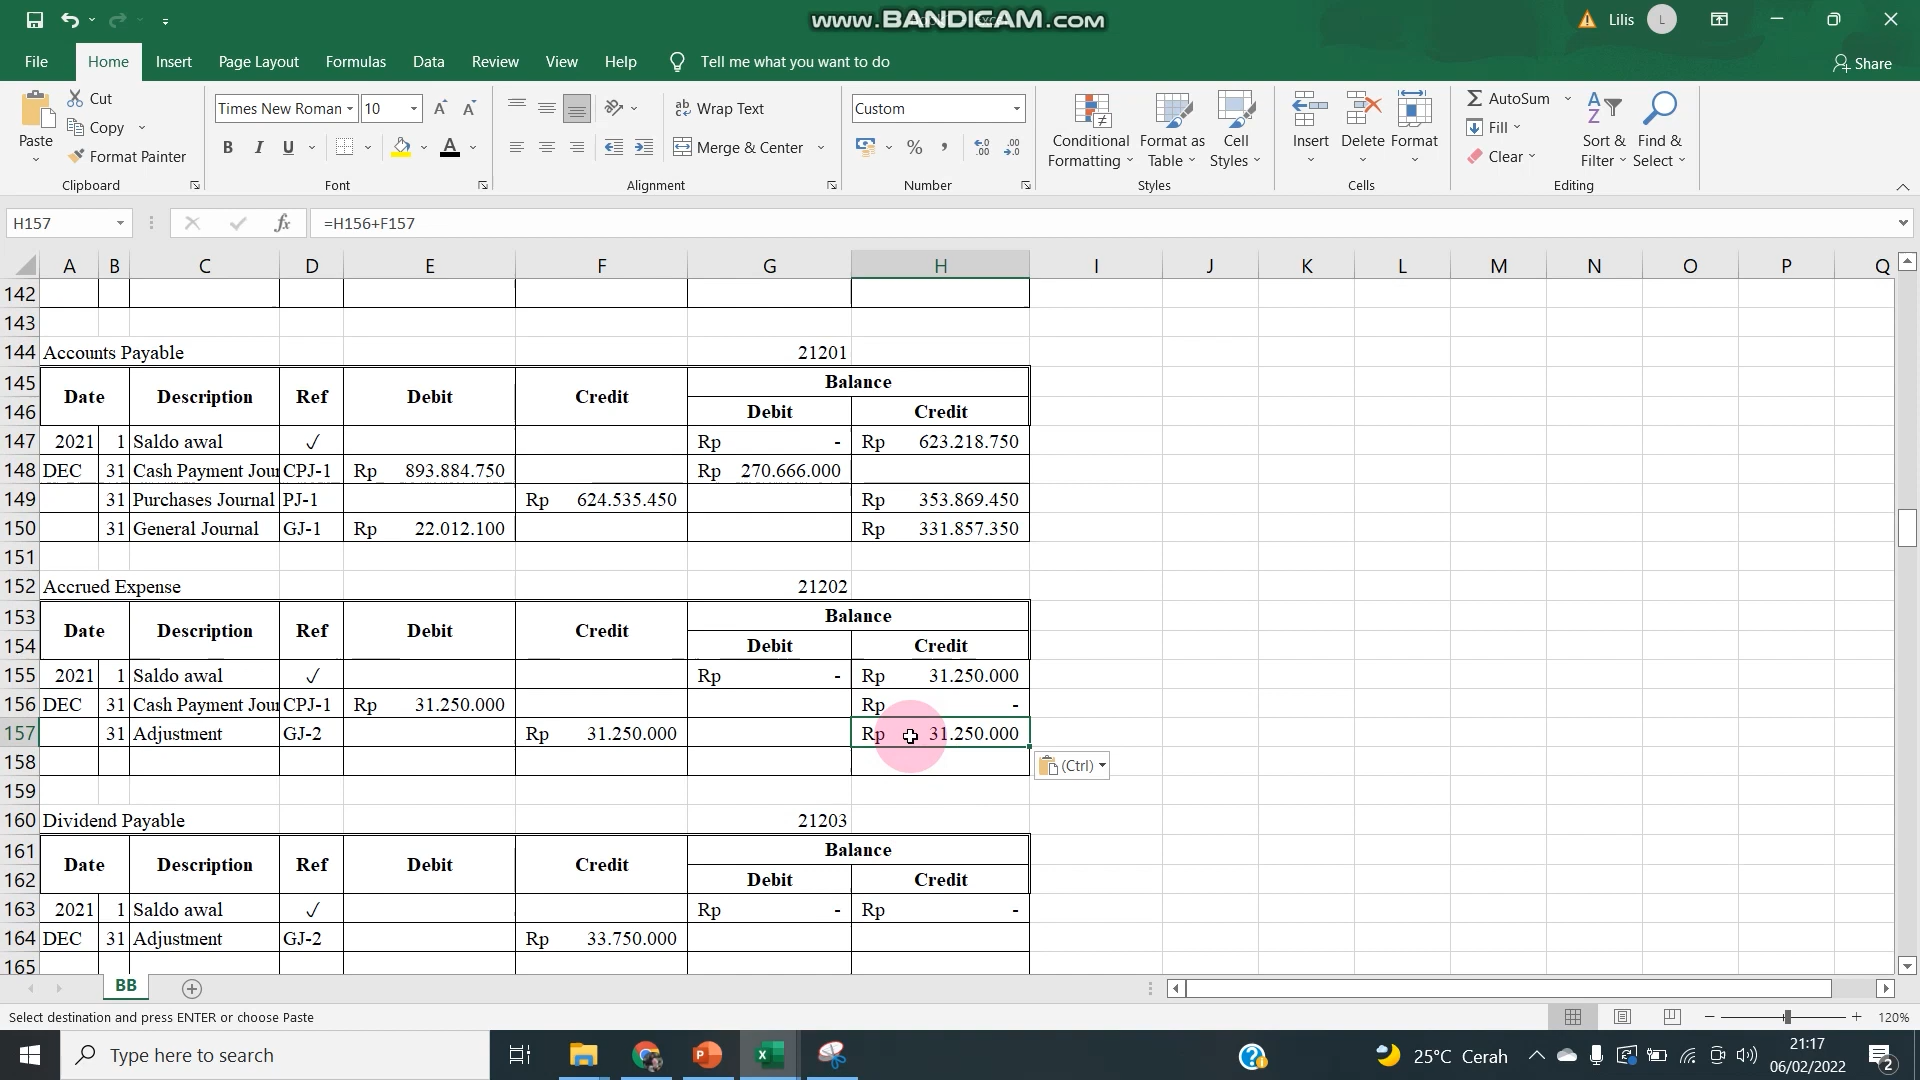 www.BANDICAM.com
Lilis L
File Home Insert Page Layout Formulas Data Review View Help Tell me what you want to do Share
Paste
Cut
Copy
Format Painter
Clipboard
Times New Roman 10
B I U
Font
Wrap Text
Merge & Center
Alignment
Custom
Number
Conditional Formatting
Format as Table
Cell Styles
Styles
Insert Delete Format
Cells
AutoSum
Fill
Clear
Sort & Filter
Find & Select
Editing
H157 =H156+F157
A B C D E F G H I J K L M N O P Q
142
143
144 Accounts Payable 21201
145 Date Description Ref Debit Credit Balance
146 Debit Credit
147 2021 1 Saldo awal ✓ Rp - Rp 623.218.750
148 DEC 31 Cash Payment Jour CPJ-1 Rp 893.884.750 Rp 270.666.000
149 31 Purchases Journal PJ-1 Rp 624.535.450 Rp 353.869.450
150 31 General Journal GJ-1 Rp 22.012.100 Rp 331.857.350
151
152 Accrued Expense 21202
153 Date Description Ref Debit Credit Balance
154 Debit Credit
155 2021 1 Saldo awal ✓ Rp - Rp 31.250.000
156 DEC 31 Cash Payment Jour CPJ-1 Rp 31.250.000 Rp -
157 31 Adjustment GJ-2 Rp 31.250.000 Rp 31.250.000
158 (Ctrl)
159
160 Dividend Payable 21203
161 Date Description Ref Debit Credit Balance
162 Debit Credit
163 2021 1 Saldo awal ✓ Rp - Rp -
164 DEC 31 Adjustment GJ-2 Rp 33.750.000
165
BB
Select destination and press ENTER or choose Paste 120%
Type here to search
25°C Cerah
21:17
06/02/2022
2